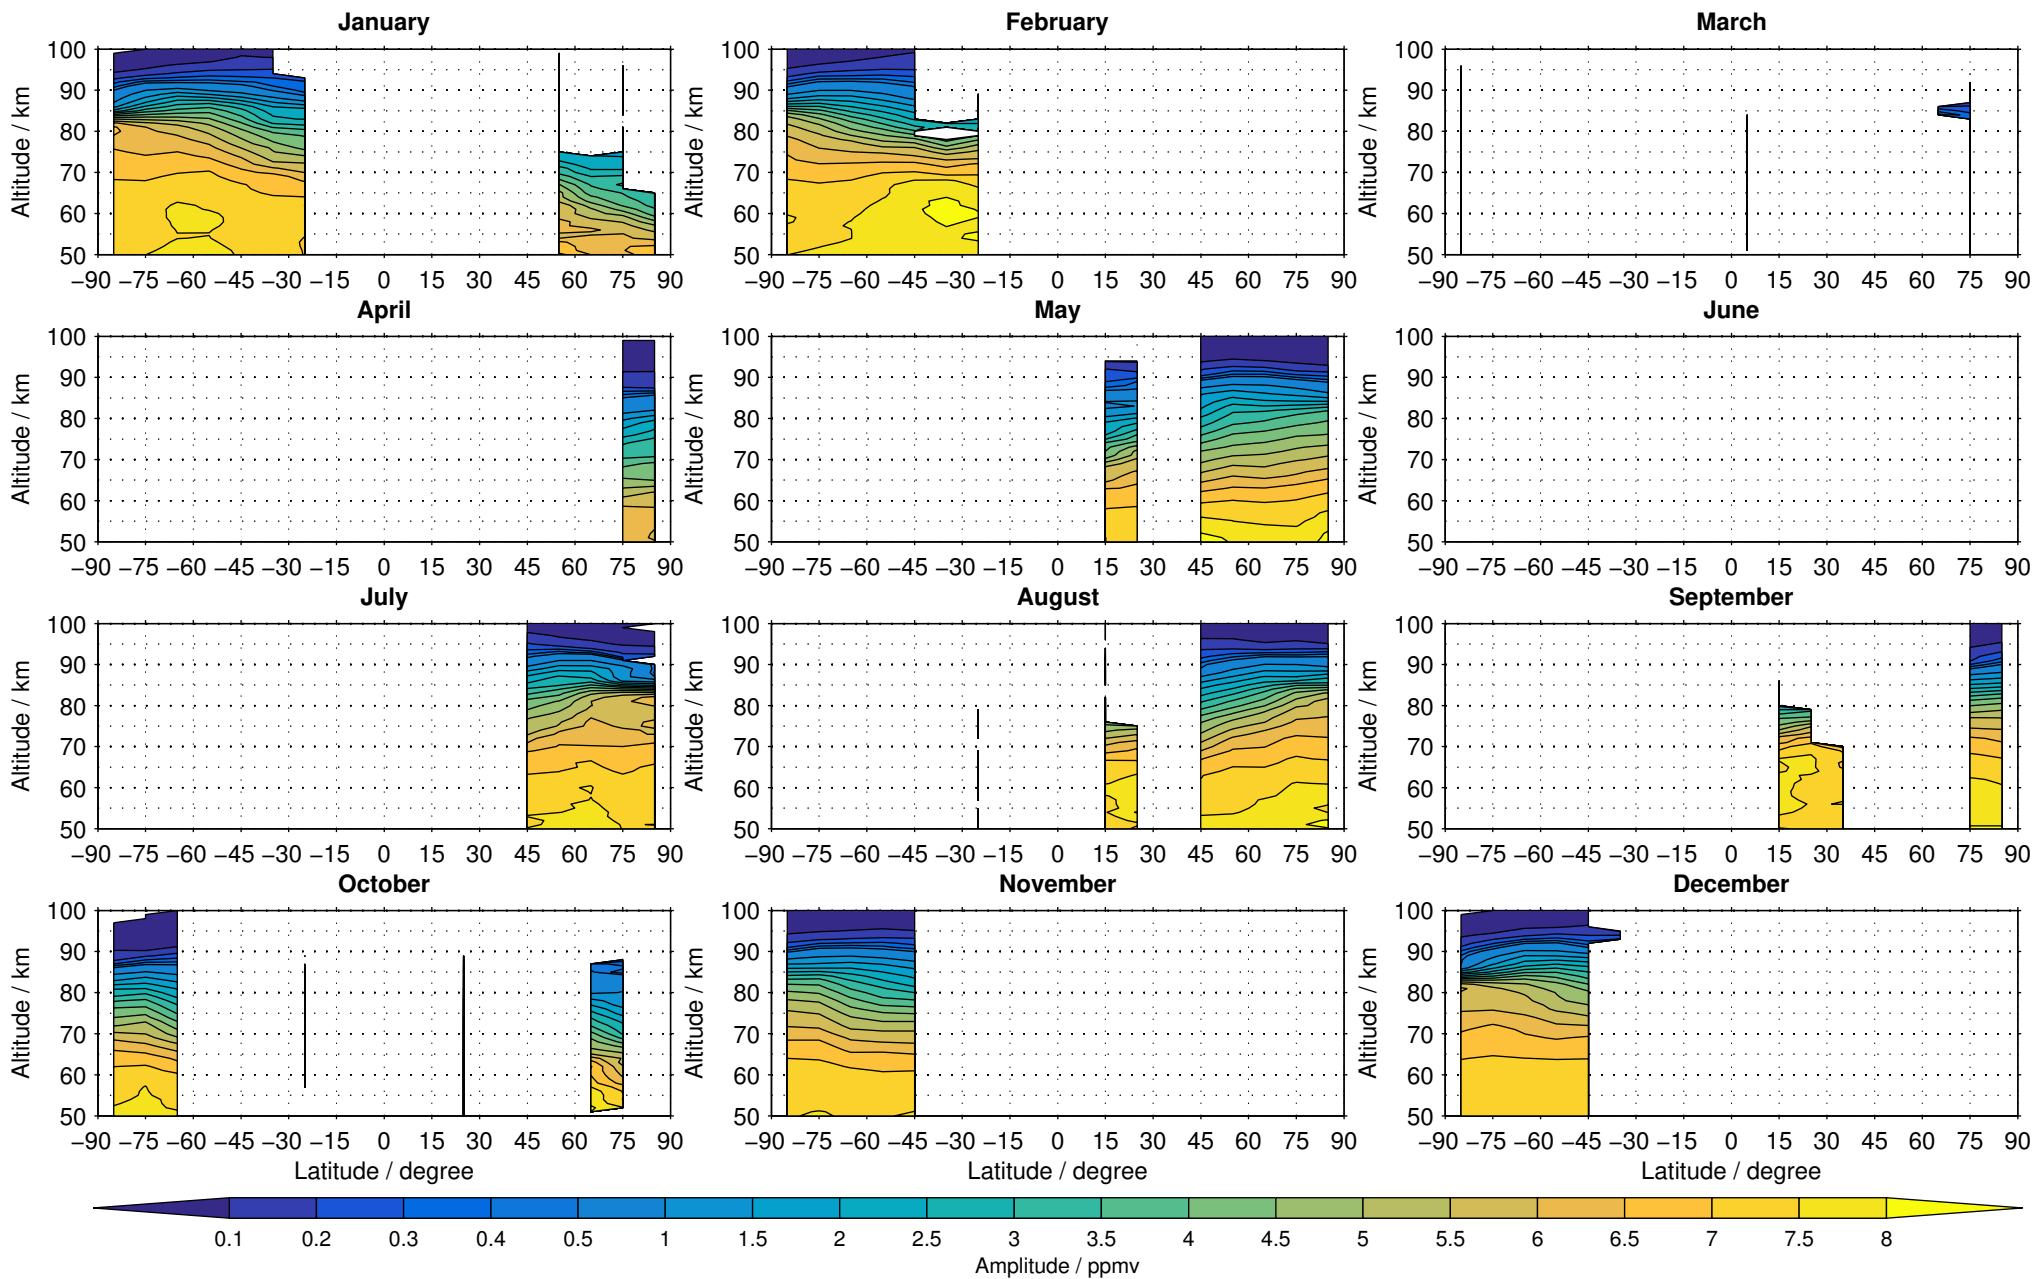 January February March
100 100 100
90 90 90
80 80 80
70 70 70
60 60 60
50 50 50
Altitude / km Altitude / km Altitude / km
−90 −75 −60 −45 −30 −15 0 15 30 45 60 75 90 −90 −75 −60 −45 −30 −15 0 15 30 45 60 75 90 −90 −75 −60 −45 −30 −15 0 15 30 45 60 75 90
April May June
100 100 100
90 90 90
80 80 80
70 70 70
60 60 60
50 50 50
Altitude / km Altitude / km Altitude / km
−90 −75 −60 −45 −30 −15 0 15 30 45 60 75 90 −90 −75 −60 −45 −30 −15 0 15 30 45 60 75 90 −90 −75 −60 −45 −30 −15 0 15 30 45 60 75 90
July August September
100 100 100
90 90 90
80 80 80
70 70 70
60 60 60
50 50 50
Altitude / km Altitude / km Altitude / km
−90 −75 −60 −45 −30 −15 0 15 30 45 60 75 90 −90 −75 −60 −45 −30 −15 0 15 30 45 60 75 90 −90 −75 −60 −45 −30 −15 0 15 30 45 60 75 90
October November December
100 100 100
90 90 90
80 80 80
70 70 70
60 60 60
50 50 50
Altitude / km Altitude / km Altitude / km
−90 −75 −60 −45 −30 −15 0 15 30 45 60 75 90 −90 −75 −60 −45 −30 −15 0 15 30 45 60 75 90 −90 −75 −60 −45 −30 −15 0 15 30 45 60 75 90
Latitude / degree Latitude / degree Latitude / degree
0.1 0.2 0.3 0.4 0.5 1 1.5 2 2.5 3 3.5 4 4.5 5 5.5 6 6.5 7 7.5 8
Amplitude / ppmv